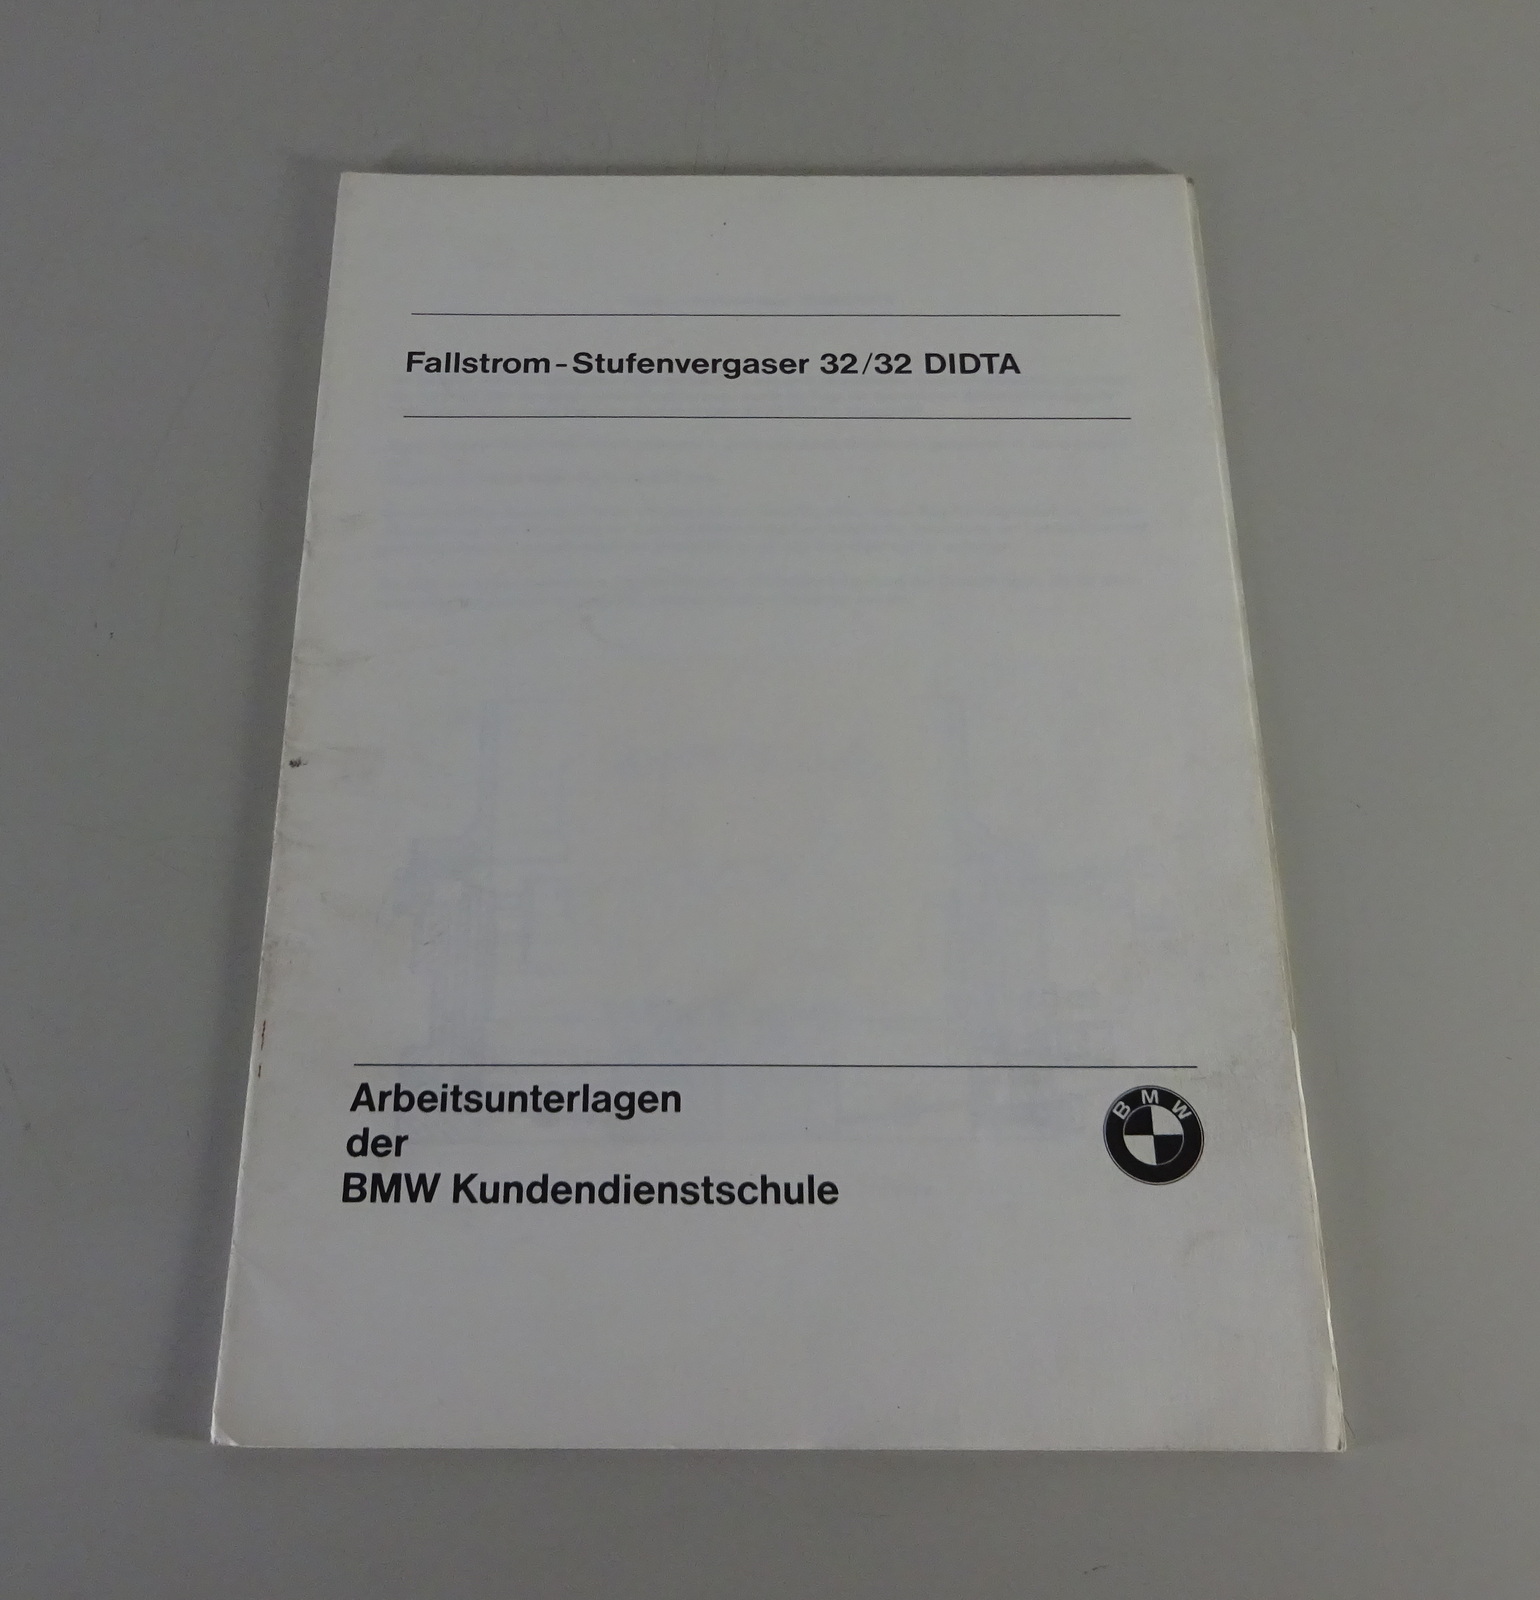 Fallstrom-Stufenvergaser 32/32 DIDTA
Arbeitsunterlagen
der
BMW Kundendienstschule
BMW